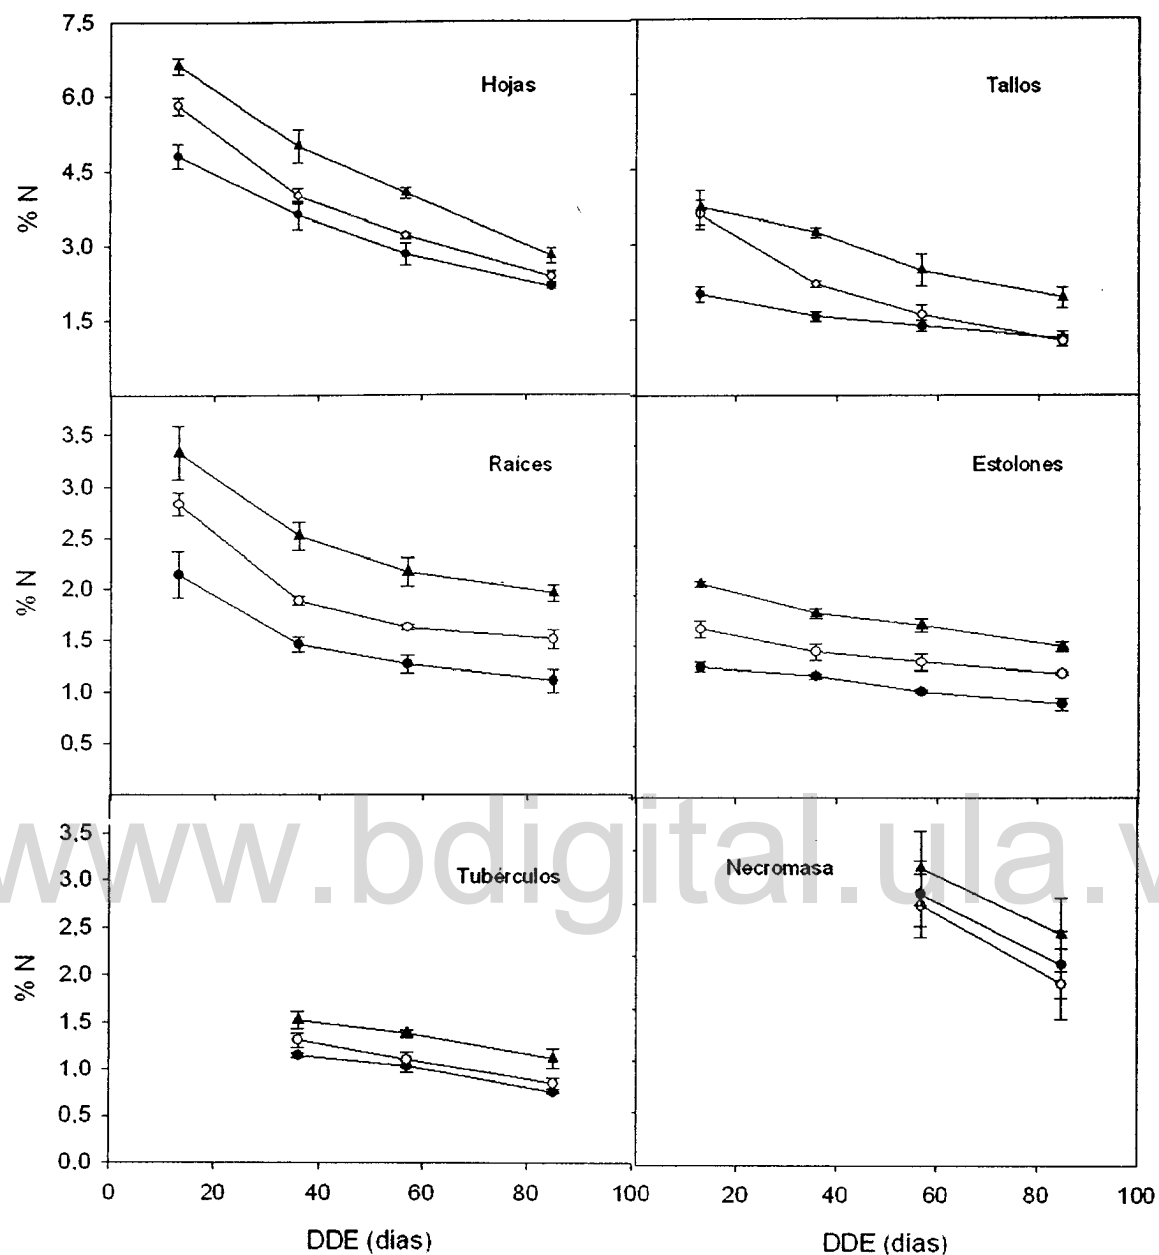 7.5
6.0
4.5
3.0
1.5
% N
Hojas
Tallos
3.5
3.0
2.5
2.0
1.5
1.0
0.5
% N
Raíces
Estolones
www.bdigital.ula.v
3.5
3.0
2.5
2.0
1.5
1.0
0.5
0.0
% N
Tubérculos
Necromasa
0 20 40 60 80 100 20 40 60 80 100
DDE (días) DDE (días)